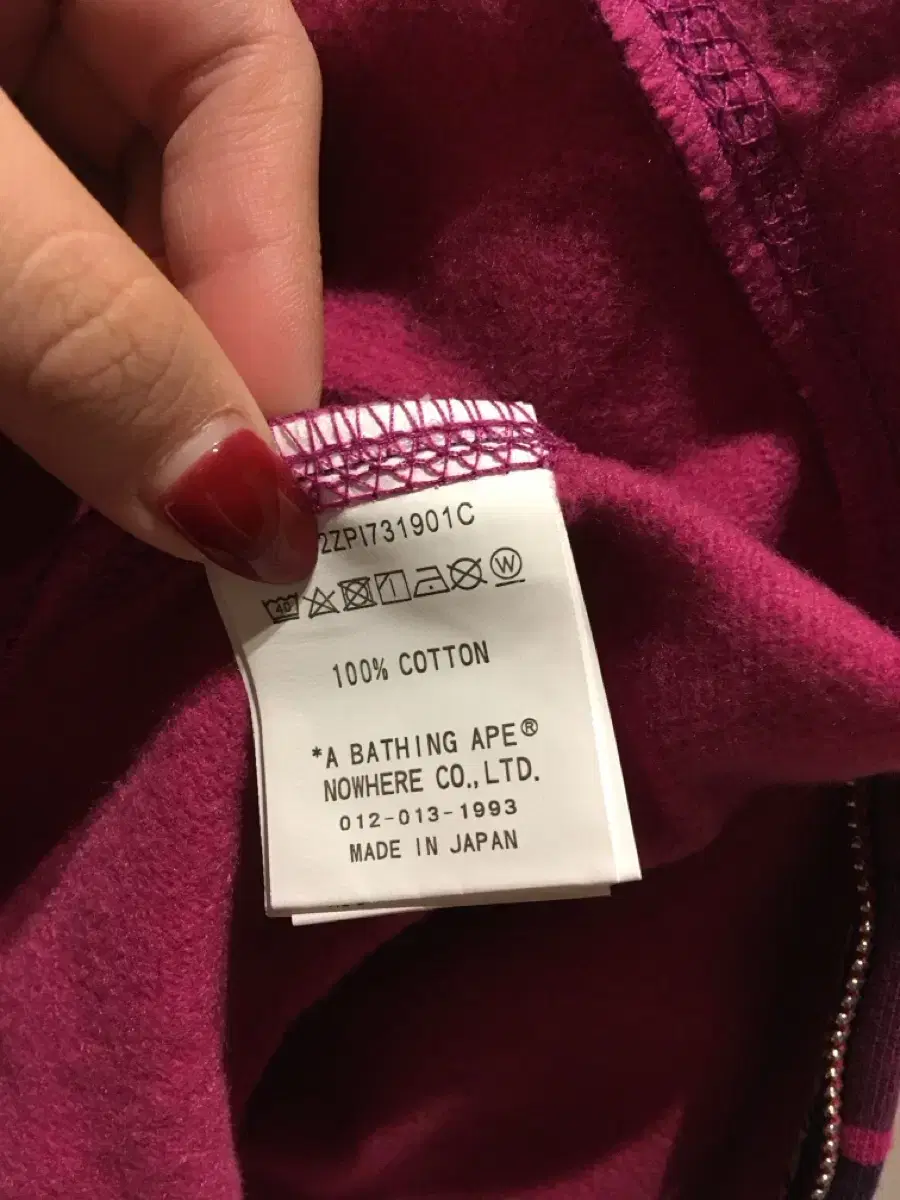 2ZPI731901C
40
W
100% COTTON
*A BATHING APE®
NOWHERE CO.,LTD.
012-013-1993
MADE IN JAPAN